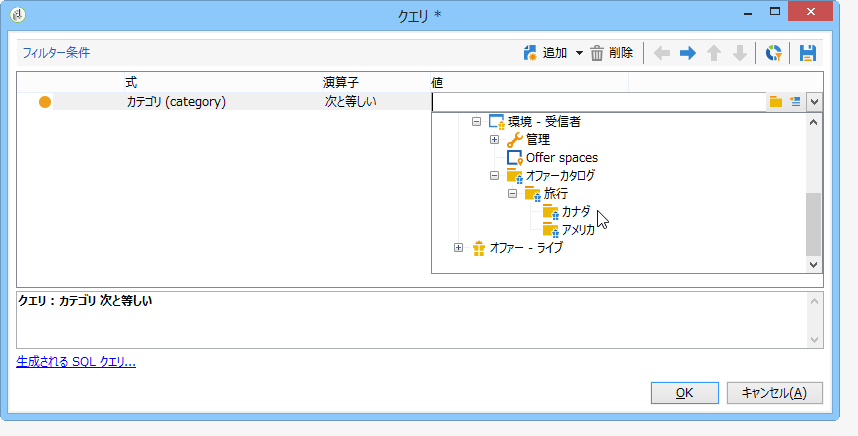 クエリ *
フィルター条件
追加
削除
式 演算子 値
カテゴリ (category) 次と等しい
環境 - 受信者
管理
Offer spaces
オファーカタログ
旅行
カナダ
アメリカ
オファー - ライブ
クエリ : カテゴリ 次と等しい
生成される SQL クエリ...
OK キャンセル(A)